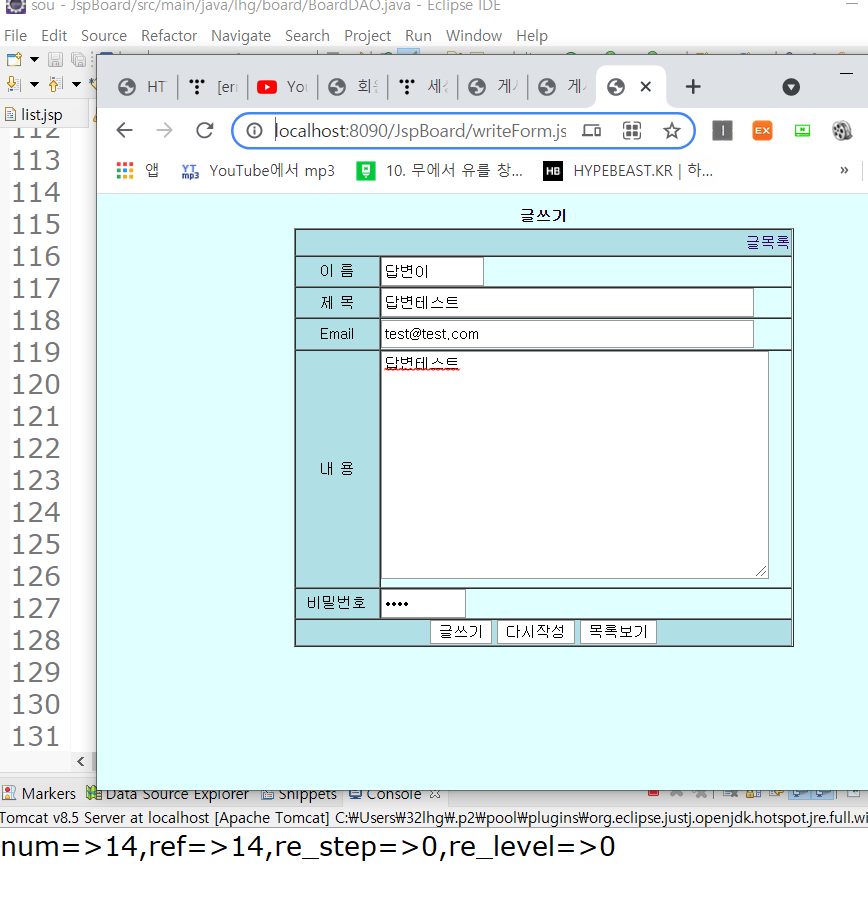 sou - JspBoard/src/main/java/lhg/board/BoardDAO.java - Eclipse IDE
File Edit Source Refactor Navigate Search Project Run Window Help
HT [er You 회 세 게 게
list.jsp
localhost:8090/JspBoard/writeForm.js
앱 YouTube에서 mp3 10. 무에서 유를 창... HYPEBEAST.KR | 하... »
112
113
114
115
116
117
118
119
120
121
122
123
124
125
126
127
128
129
130
131
글쓰기
글목록
이 름 답변이
제 목 답변테스트
Email test@test.com
내 용 답변테스트
비밀번호 ••••
글쓰기 다시작성 목록보기
Markers Data Source Explorer Snippets Console
Tomcat v8.5 Server at localhost [Apache Tomcat] C:₩Users₩32lhg₩.p2₩pool₩plugins₩org.eclipse.justj.openjdk.hotspot.jre.full.wi
num=>14,ref=>14,re_step=>0,re_level=>0